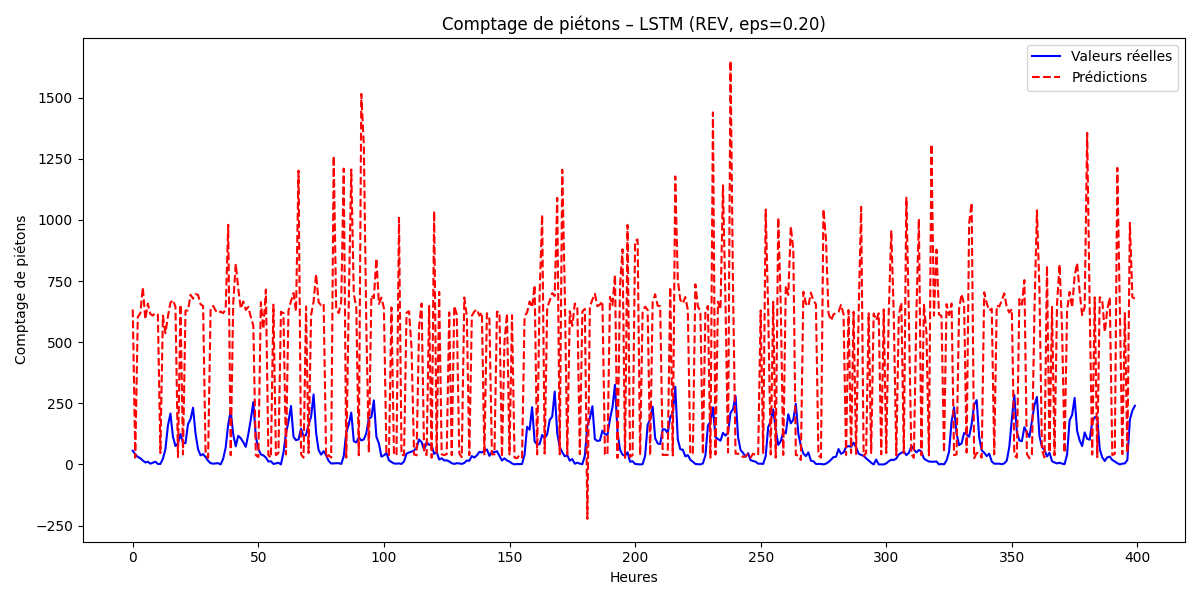 Comptage de piétons – LSTM (REV, eps=0.20)
Valeurs réelles
Prédictions
Comptage de piétons
1500
1250
1000
750
500
250
0
−250
0 50 100 150 200 250 300 350 400
Heures